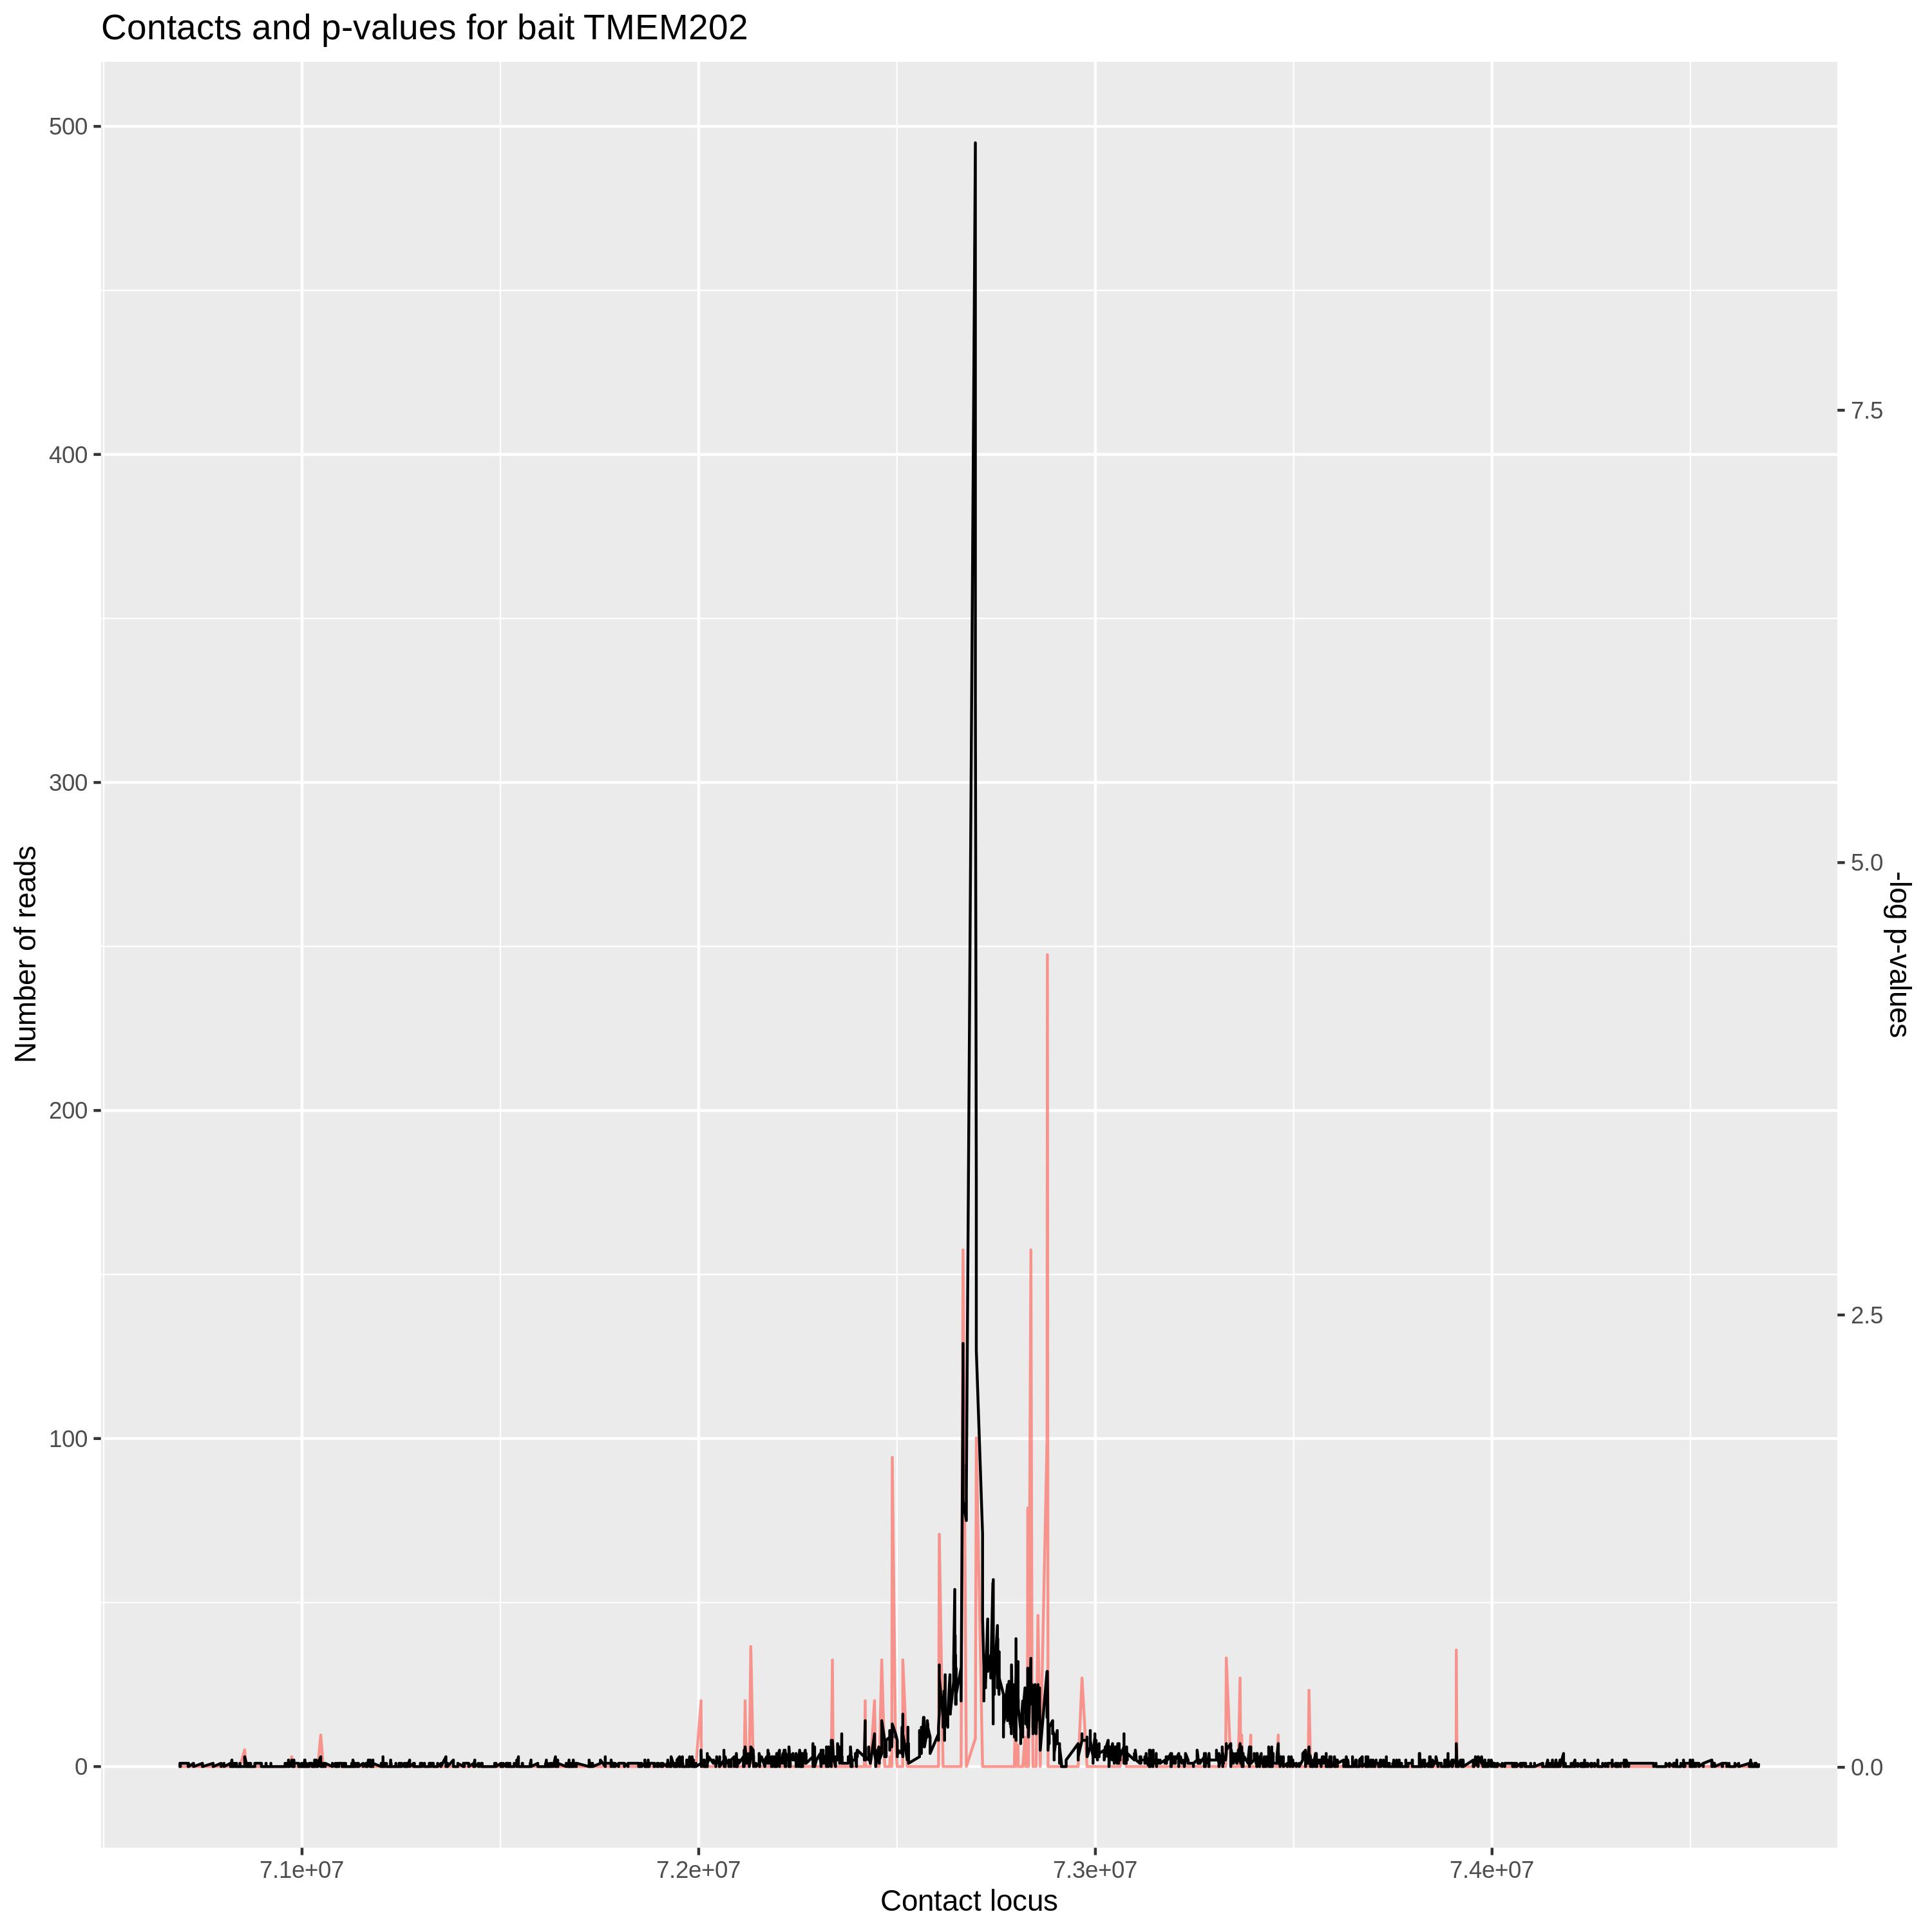 Contacts and p-values for bait TMEM202
500
400
300
200
100
0
Number of reads
7.5
5.0
2.5
0.0
-log p-values
7.1e+07 7.2e+07 7.3e+07 7.4e+07
Contact locus